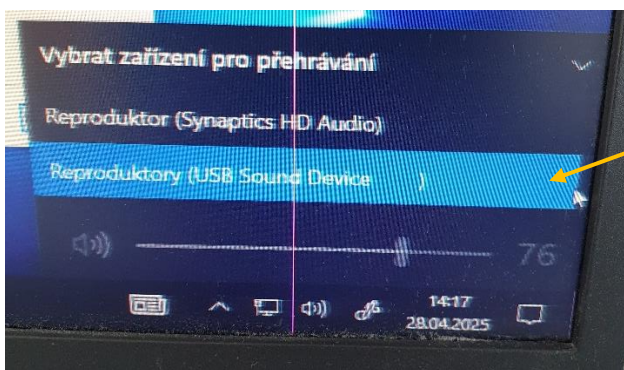 Vybrat zařízení pro přehrávání
Reproduktor (Synaptics HD Audio)
Reproduktory (USB Sound Device        )
76
14:17
28.04.2025